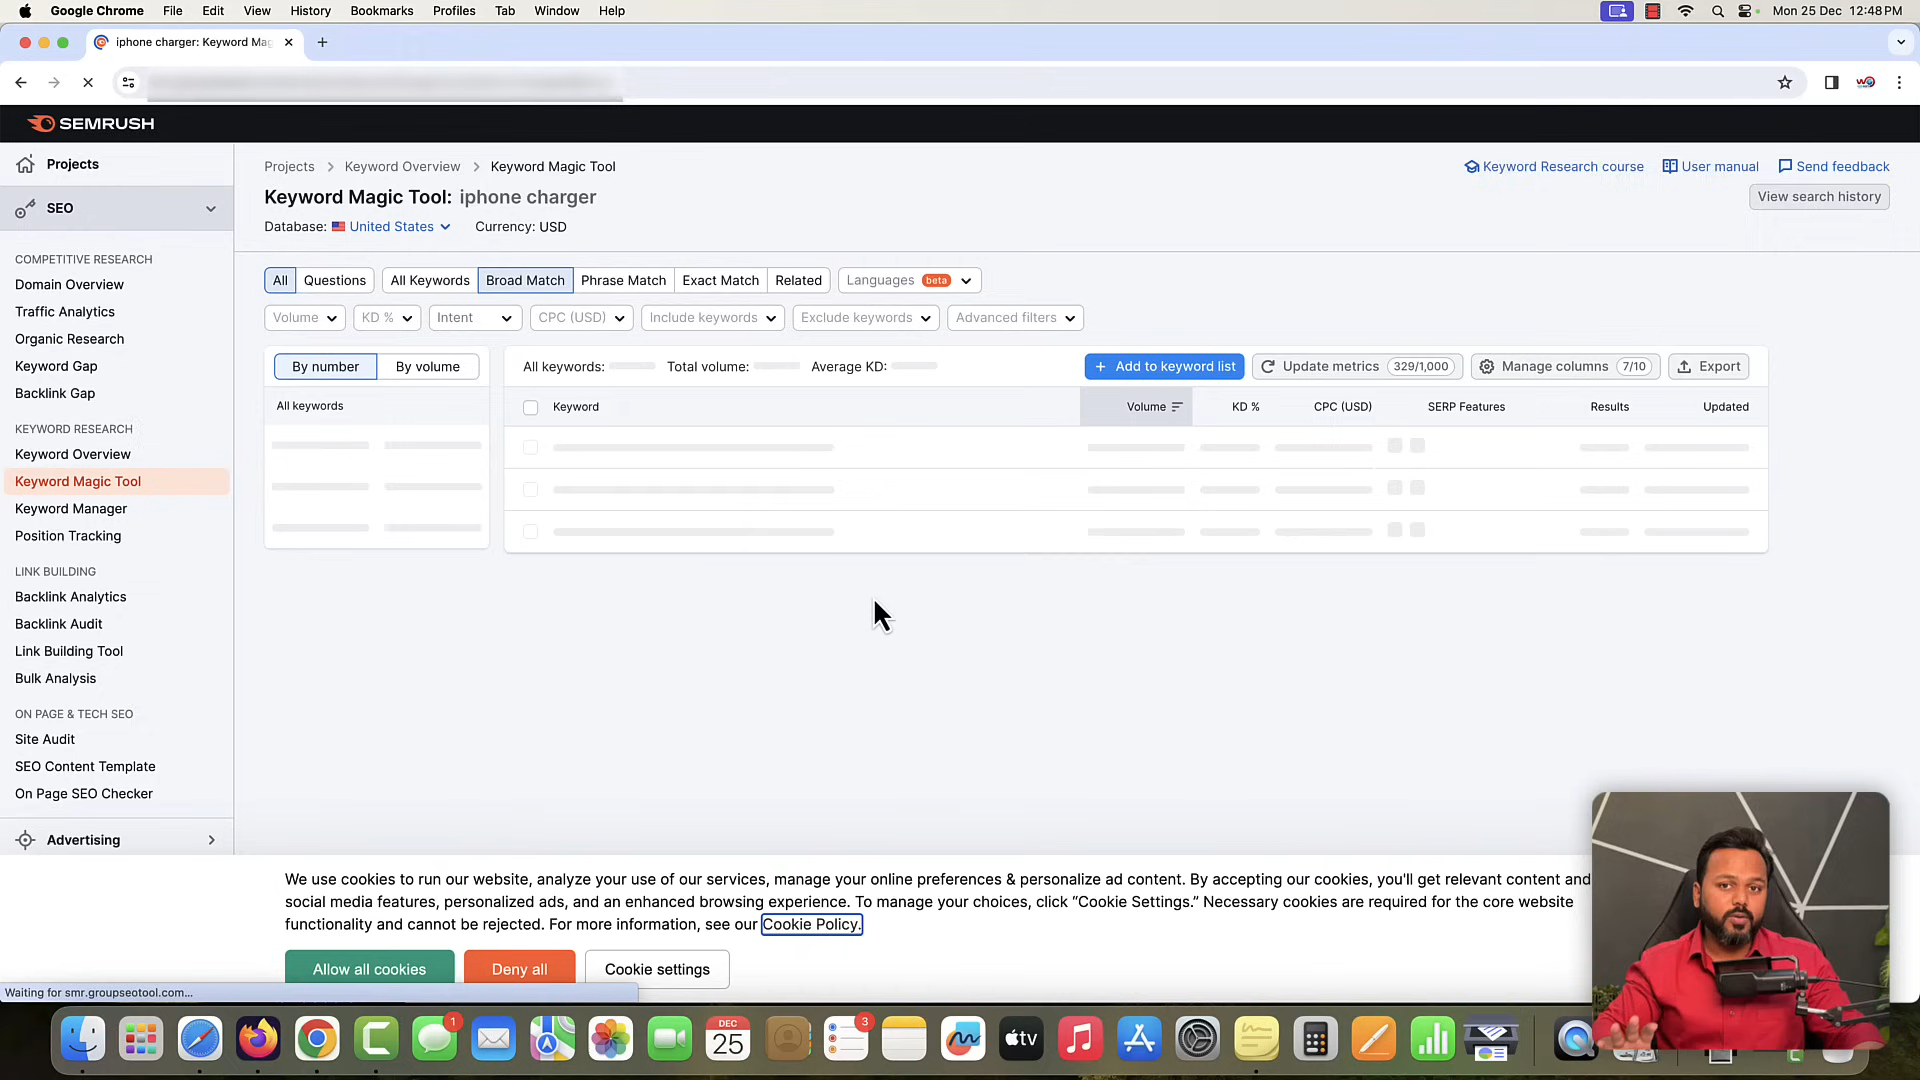 Google Chrome File Edit View History Bookmarks Profiles Tab Window Help Mon 25 Dec 12:48 PM
iphone charger: Keyword Mag
SEMRUSH
Projects
SEO
COMPETITIVE RESEARCH
Domain Overview
Traffic Analytics
Organic Research
Keyword Gap
Backlink Gap
KEYWORD RESEARCH
Keyword Overview
Keyword Magic Tool
Keyword Manager
Position Tracking
LINK BUILDING
Backlink Analytics
Backlink Audit
Link Building Tool
Bulk Analysis
ON PAGE & TECH SEO
Site Audit
SEO Content Template
On Page SEO Checker
Advertising
Projects > Keyword Overview > Keyword Magic Tool
Keyword Research course User manual Send feedback
Keyword Magic Tool: iphone charger
View search history
Database: United States Currency: USD
All Questions All Keywords Broad Match Phrase Match Exact Match Related Languages beta
Volume KD % Intent CPC (USD) Include keywords Exclude keywords Advanced filters
By number By volume
All keywords: Total volume: Average KD:
+ Add to keyword list Update metrics 329/1,000 Manage columns 7/10 Export
All keywords
Keyword Volume KD % CPC (USD) SERP Features Results Updated
We use cookies to run our website, analyze your use of our services, manage your online preferences & personalize ad content. By accepting our cookies, you'll get relevant content and
social media features, personalized ads, and an enhanced browsing experience. To manage your choices, click “Cookie Settings.” Necessary cookies are required for the core website
functionality and cannot be rejected. For more information, see our Cookie Policy.
Allow all cookies Deny all Cookie settings
Waiting for smr.groupseotool.com...
1
DEC
25
3
tv